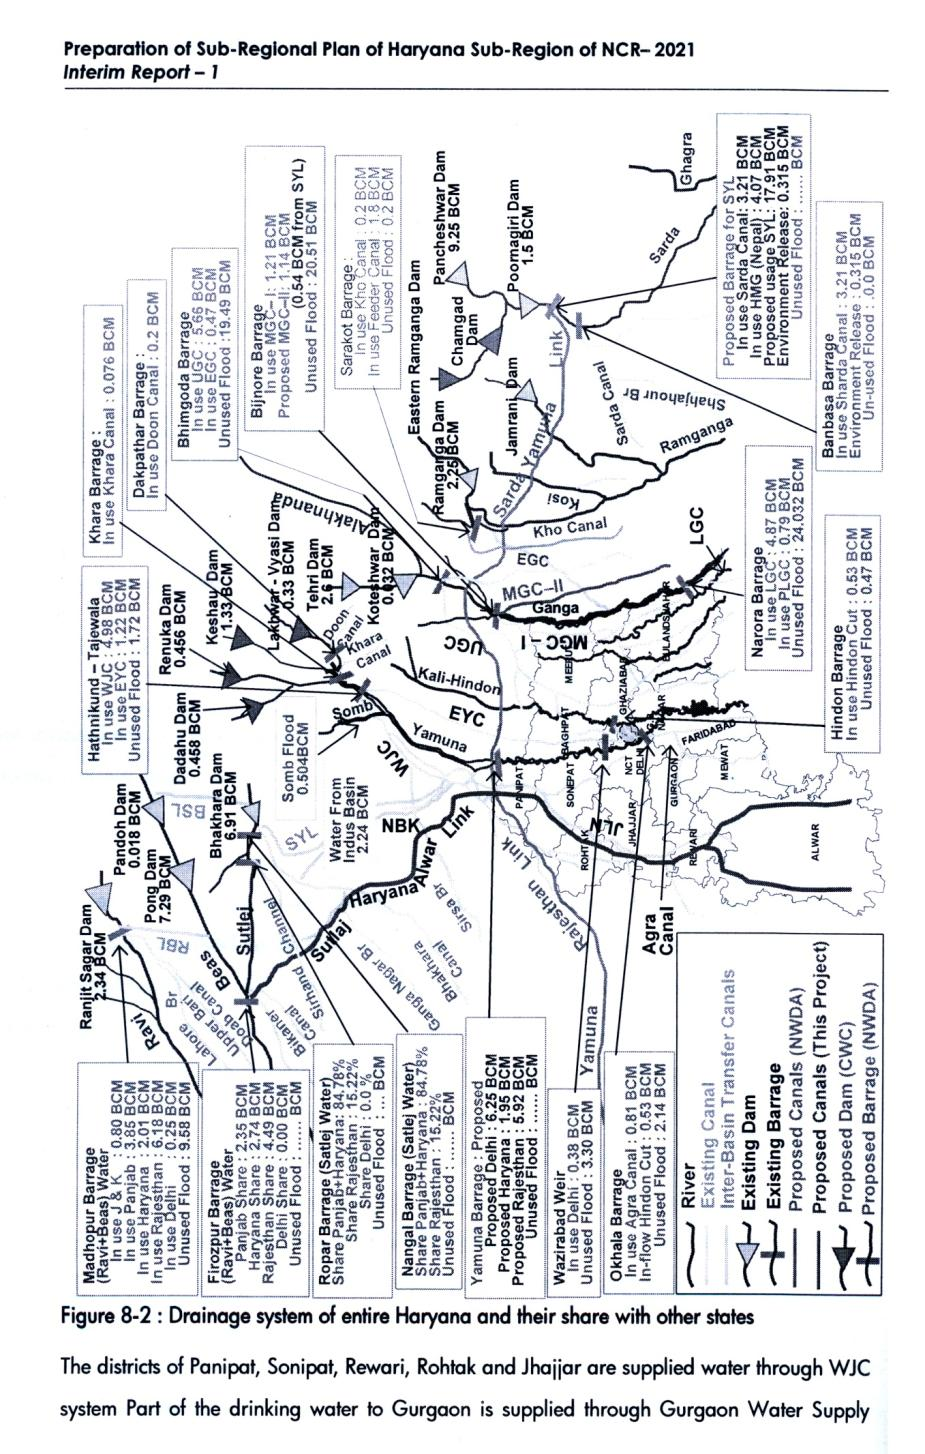 Preparation of Sub-Regional Plan of Haryana Sub-Region of NCR– 2021
Interim Report – 1
Khara Barrage :
In use Khara Canal : 0.076 BCM
Dakpathar Barrage :
In use Doon Canal : 0.2 BCM
Bhimgoda Barrage
In use UGC : 5.66 BCM
In use EGC : 0.47 BCM
Unused Flood :19.49 BCM
Bijnore Barrage
In use MGC–I: 1.21 BCM
Proposed MGC–II: 1.14 BCM
(0.54 BCM from SYL)
Unused Flood : 20.51 BCM
Sarakot Barrage :
In use Kho Canal : 0.2 BCM
In use Feeder Canal : 1.8 BCM
Unused Flood : 0.2 BCM
Proposed Barrage for SYL
In use Sarda Canal: 3.21 BCM
In use HMG (Nepal) :4.07 BCM
Proposed usage SYL: 17.91 BCM
Environment Release: 0.315 BCM
Unused Flood : ...... BCM
Banbasa Barrage
In use Sharda Canal : 3.21 BCM
Environment Release : 0.315 BCM
Un-used Flood : .0.0 BCM
Hathnikund – Tajewala
In use WJC : 4.98 BCM
In use EYC : 1.22 BCM
Unused Flood : 1.72 BCM
Narora Barrage
In use LGC : 4.87 BCM
In use PLGC : 0.79 BCM
Unused Flood : 24.032 BCM
Hindon Barrage
In use Hindon Cut : 0.53 BCM
Unused Flood : 0.47 BCM
Somb Flood
0.504BCM
Water From
Indus Basin
2.24 BCM
Ranjit Sagar Dam
2.34 BCM
Pandoh Dam
0.018 BCM
Pong Dam
7.29 BCM
Dadahu Dam
0.458 BCM
Bhakhara Dam
6.91 BCM
Renuka Dam
0.456 BCM
Keshau Dam
1.33 BCM
Lakhwar - Vyasi Dam
0.33 BCM
Tehri Dam
2.6 BCM
Koteshwar Dam
Alakhnand
Ramganga Dam
2.25 BCM
Eastern Ramganga Dam
Chamgad
Dam
Pancheshwar Dam
9.25 BCM
Poornagiri Dam
1.5 BCM
Jamrani Dam
Ghagra
Sarda
Link
Sarda Canal
Shahjahour Br
Ramganga
Sarda Yamuna
Kosi
Kho Canal
EGC
LGC
MGC–II
Ganga
MGC–I
UGC
Doon
Canal
Khara
Canal
Kali-Hindon
EYC
Somb
Yamuna
WJC
BSL
SYL
NBK
Link
Alwar
Haryana
Sutlaj
Sutlej
RBL
Beas
Ravi
Lahore
Br
Upper Bari
Doab Canal
Bikaner
Canal
Sirhand
Channel
Ganga Nagar Br
Bhakhara
Canal
Sirsa Br
Rajesthan Link
Yamuna
JLN
Agra
Canal
PANIPAT
SONEPAT
BAGHPAT
GHAZIABAD
BULANDSHAHAR
NCT
DELHI
FARIDABAD
GURGAON
MEWAT
JHAJJAR
ROHTAK
REWARI
ALWAR
Madhopur Barrage
(Ravi+Beas) Water
In use J & K : 0.80 BCM
In use Panjab : 3.85 BCM
In use Haryana : 2.01 BCM
In use Rajesthan : 6.18 BCM
In use Delhi : 0.25 BCM
Unused Flood : 9.58 BCM
Firozpur Barrage
(Ravi+Beas) Water
Panjab Share : 2.35 BCM
Haryana Share : 2.74 BCM
Rajesthan Share : 4.49 BCM
Delhi Share : 0.00 BCM
Unused Flood : ......
Ropar Barrage (Satlej Water)
Share Panjab+Haryana: 84.78%
Share Rajesthan : 15.22%
Share Delhi : 0.0 %
Unused Flood : ... BCM
Nangal Barrage (Satlej Water)
Share Panjab+Haryana : 84.78%
Share Rajesthan : 15.22%
Unused Flood : ..... BCM
Yamuna Barrage : Proposed
Proposed Delhi : 6.25 BCM
Proposed Haryana : 1.95 BCM
Proposed Rajesthan : 5.92 BCM
Unused Flood : ...... BCM
Wazirabad Weir
In use Delhi : 0.38 BCM
Unused Flood : 3.30 BCM
Okhala Barrage
In use Agra Canal : 0.81 BCM
In-flow Hindon Cut : 0.53 BCM
Unused Flood : 2.14 BCM
River
Existing Canal
Inter-Basin Transfer Canals
Existing Dam
Existing Barrage
Proposed Canals (NWDA)
Proposed Canals (This Project)
Proposed Dam (CWC)
Proposed Barrage (NWDA)
Figure 8-2 : Drainage system of entire Haryana and their share with other states
The districts of Panipat, Sonipat, Rewari, Rohtak and Jhajjar are supplied water through WJC
system Part of the drinking water to Gurgaon is supplied through Gurgaon Water Supply